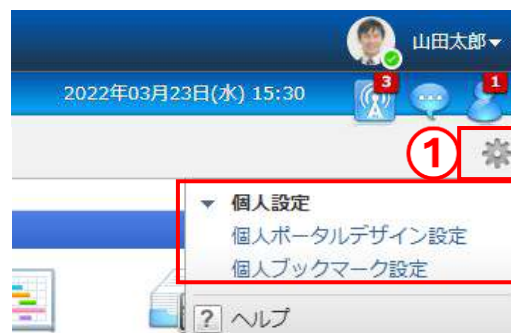 山田太郎▼
2022年03月23日(水) 15:30
3
1
①
▼ 個人設定
個人ポータルデザイン設定
個人ブックマーク設定
? ヘルプ